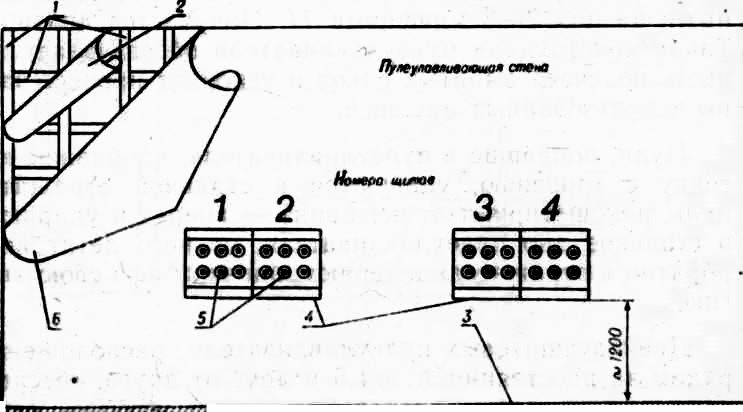 1 2
Пулеулавливающая стена
Номера щитов
1 2 3 4
6 5 4 3
~1200